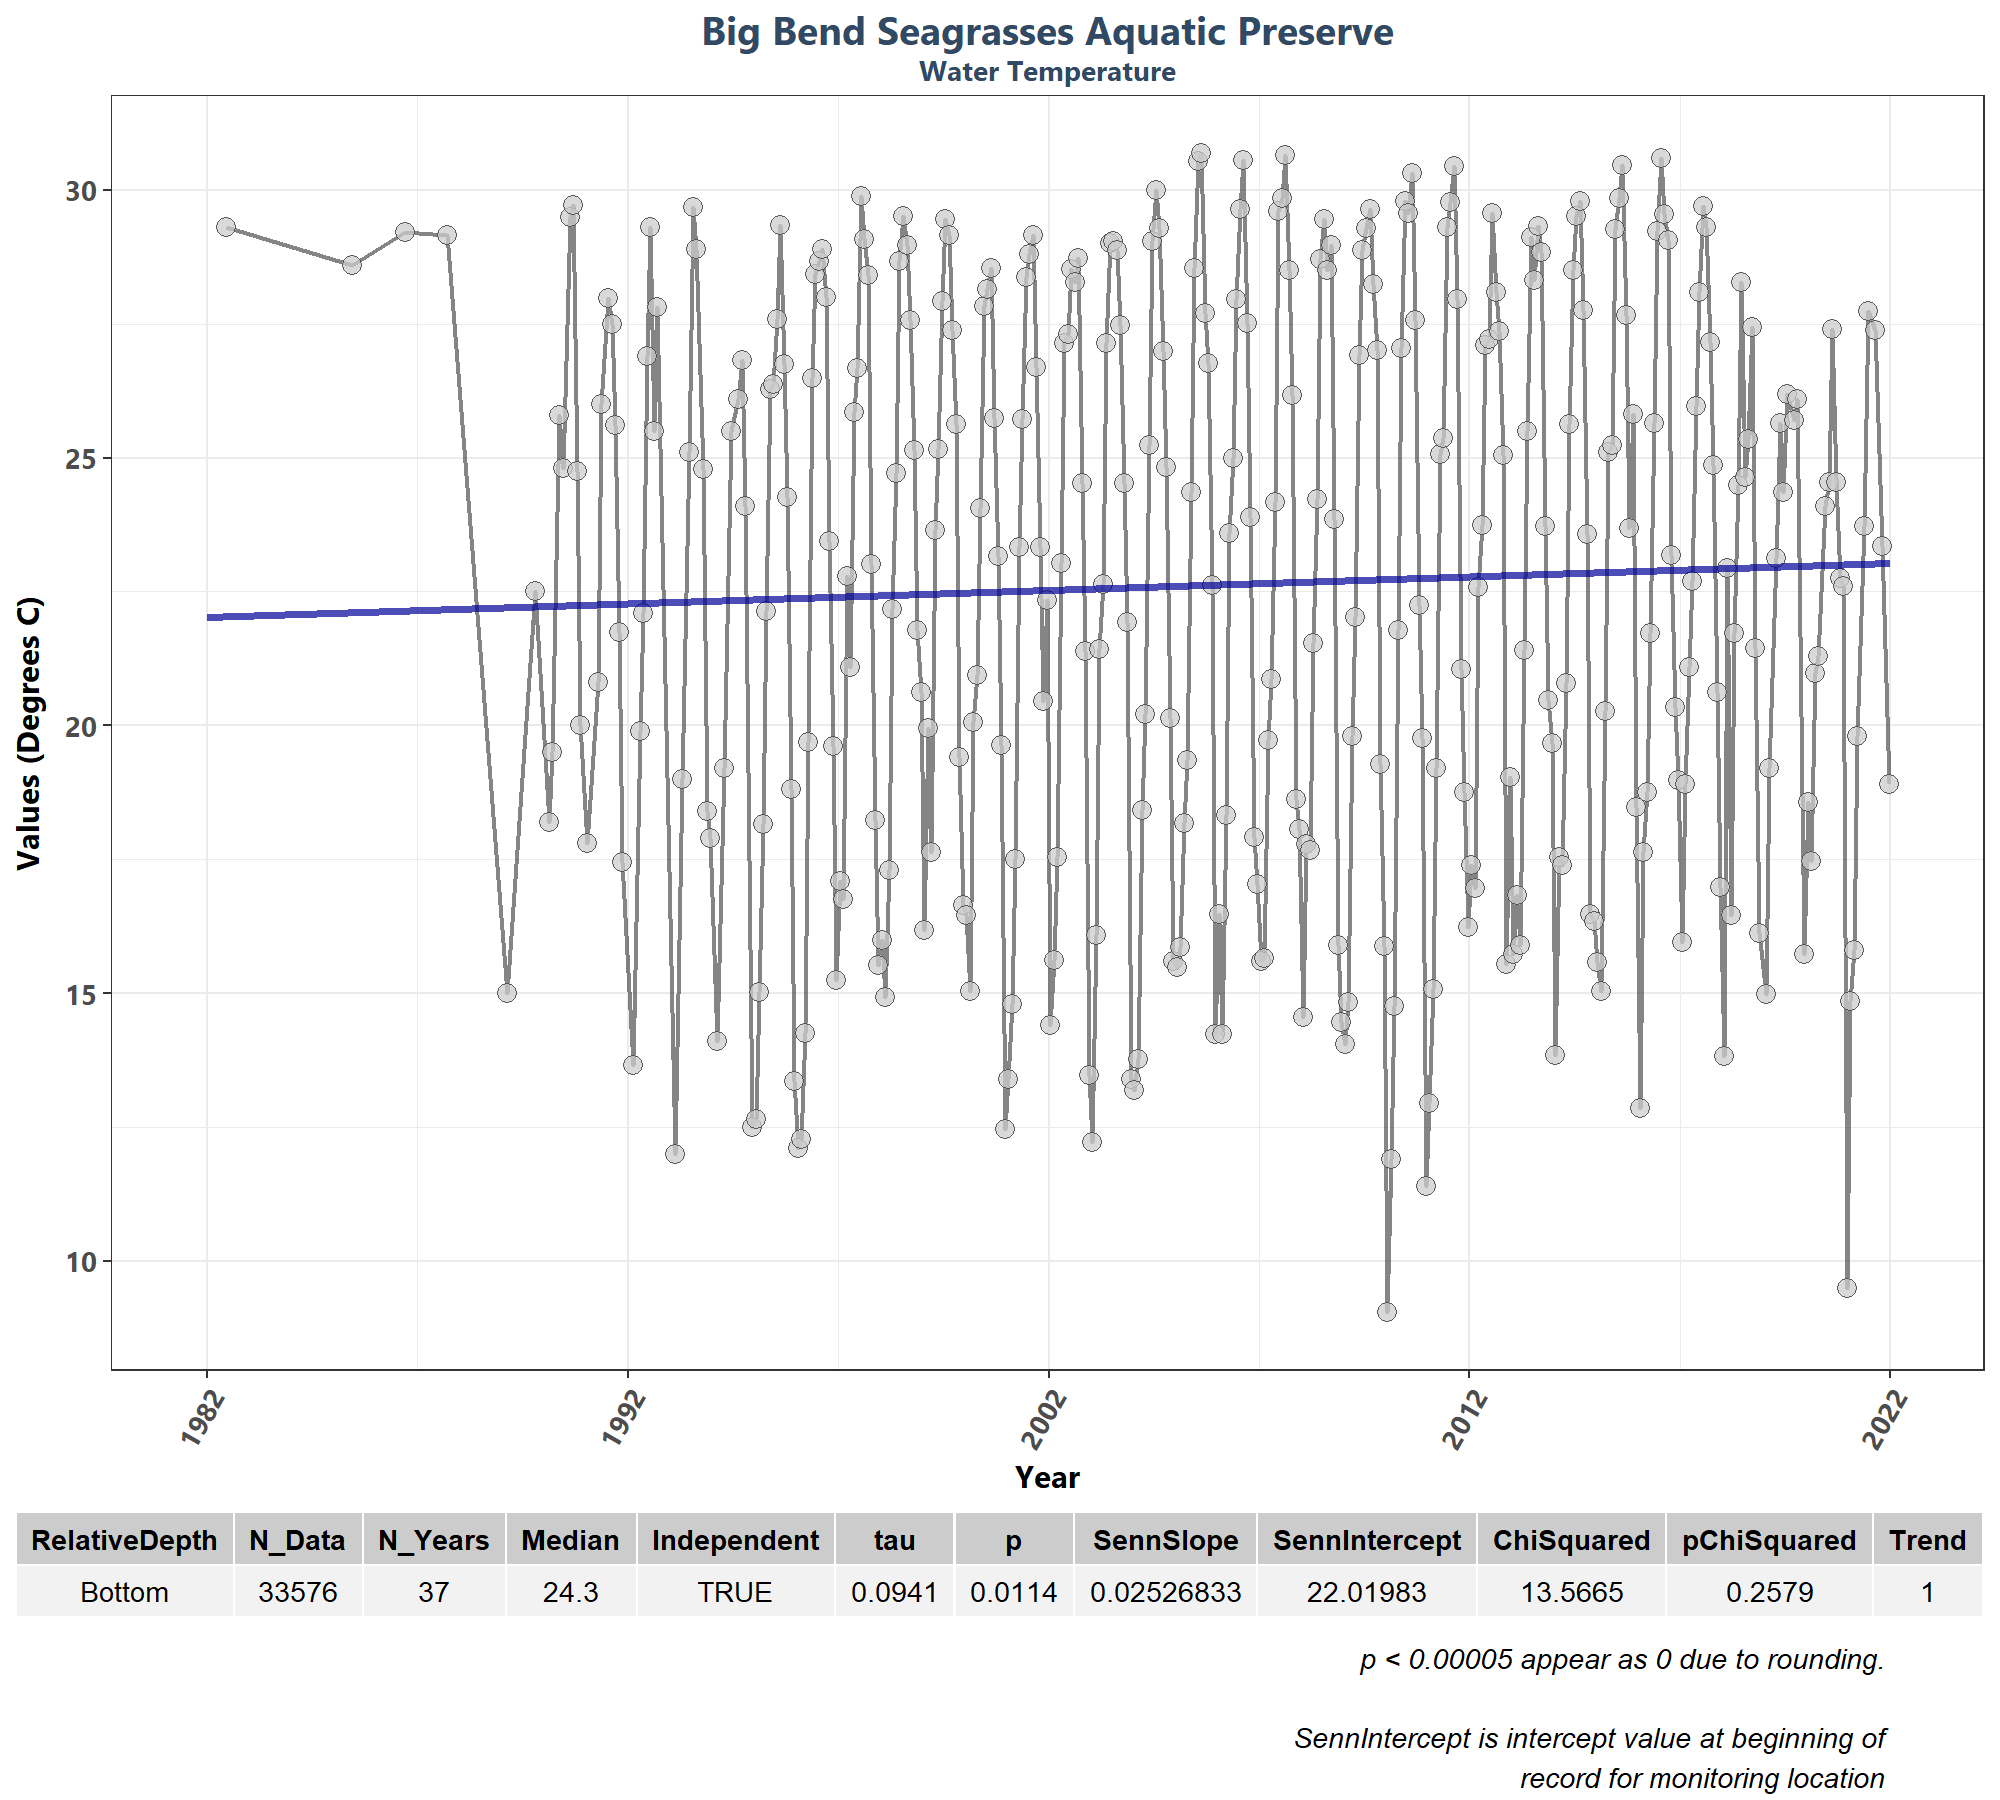 Big Bend Seagrasses Aquatic Preserve
Water Temperature
Values (Degrees C)
30
25
20
15
10
1982
1992
2002
2012
2022
Year
RelativeDepth N_Data N_Years Median Independent tau p SennSlope SennIntercept ChiSquared pChiSquared Trend
Bottom 33576 37 24.3 TRUE 0.0941 0.0114 0.02526833 22.01983 13.5665 0.2579 1
p < 0.00005 appear as 0 due to rounding.
SennIntercept is intercept value at beginning of
record for monitoring location